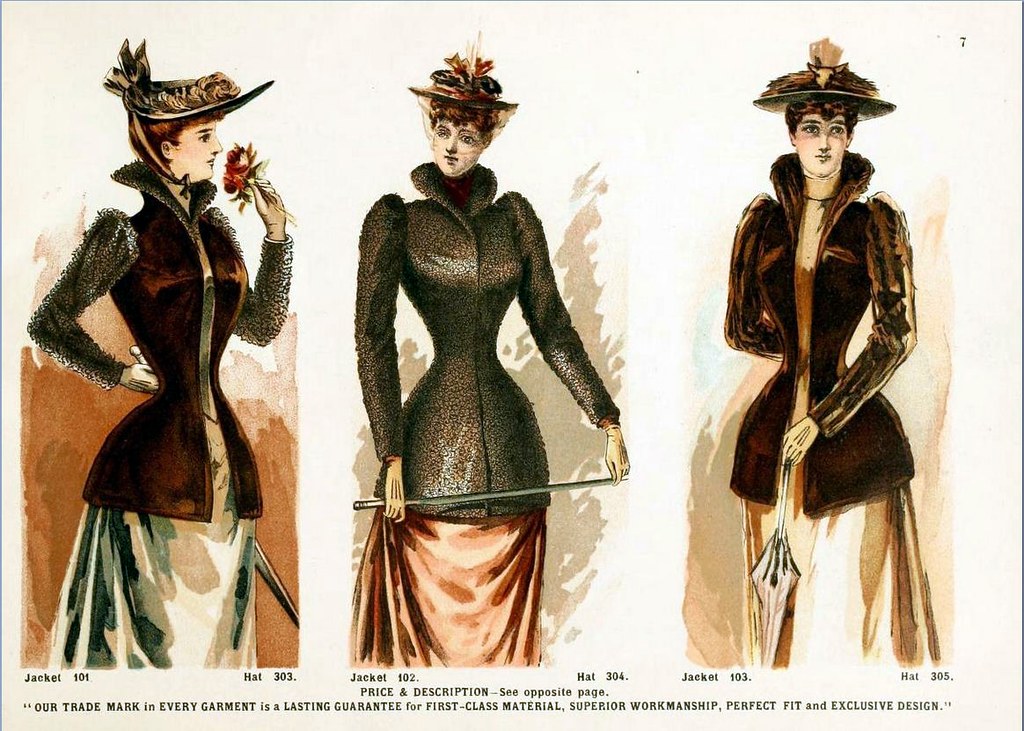 7
Jacket 101 Hat 303. Jacket 102. Hat 304. Jacket 103. Hat 305.
PRICE & DESCRIPTION—See opposite page.
"OUR TRADE MARK in EVERY GARMENT is a LASTING GUARANTEE for FIRST-CLASS MATERIAL, SUPERIOR WORKMANSHIP, PERFECT FIT and EXCLUSIVE DESIGN."